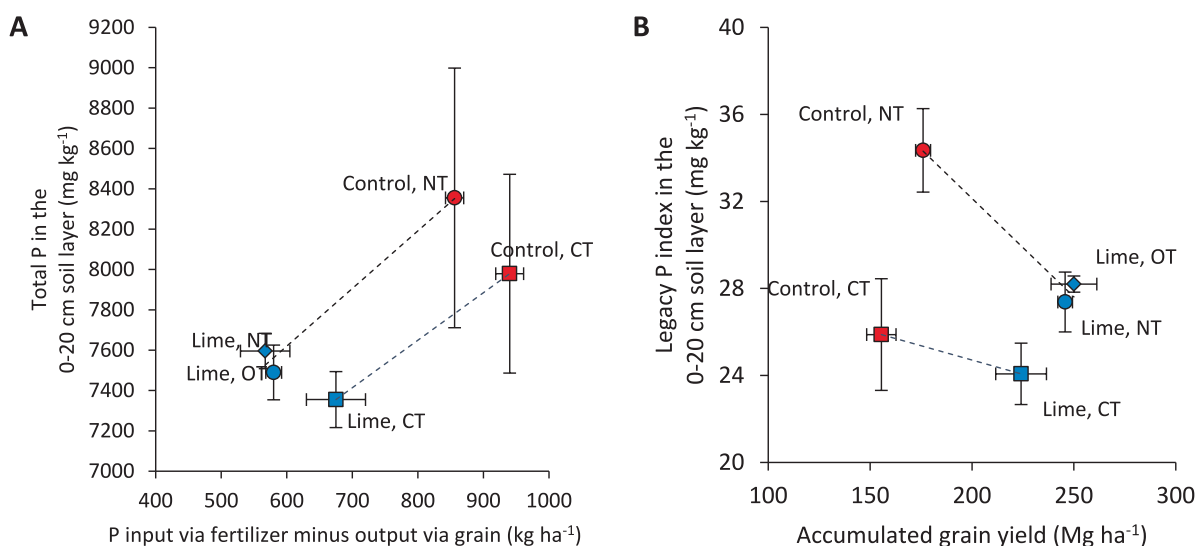 A
9200
9000
8800
8600
8400
8200
8000
7800
7600
7400
7200
7000
400 500 600 700 800 900 1000
Total P in the
0-20 cm soil layer (mg kg-1)
P input via fertilizer minus output via grain (kg ha-1)
Control, NT
Control, CT
Lime, NT
Lime, OT
Lime, CT
B
40
36
32
28
24
20
100 150 200 250 300
Legacy P index in the
0-20 cm soil layer (mg kg-1)
Accumulated grain yield (Mg ha-1)
Control, NT
Lime, OT
Control, CT
Lime, NT
Lime, CT